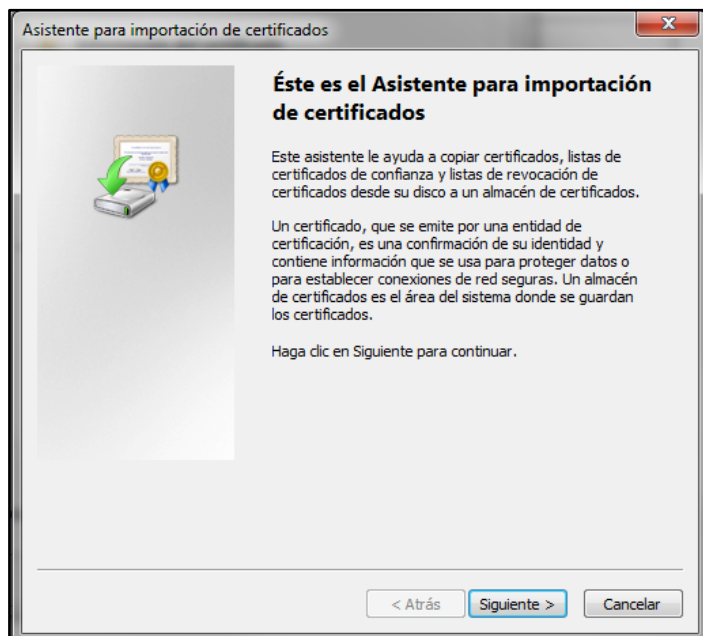 Asistente para importación de certificados
Éste es el Asistente para importación
de certificados
Este asistente le ayuda a copiar certificados, listas de
certificados de confianza y listas de revocación de
certificados desde su disco a un almacén de certificados.
Un certificado, que se emite por una entidad de
certificación, es una confirmación de su identidad y
contiene información que se usa para proteger datos o
para establecer conexiones de red seguras. Un almacén
de certificados es el área del sistema donde se guardan
los certificados.
Haga clic en Siguiente para continuar.
< Atrás Siguiente > Cancelar